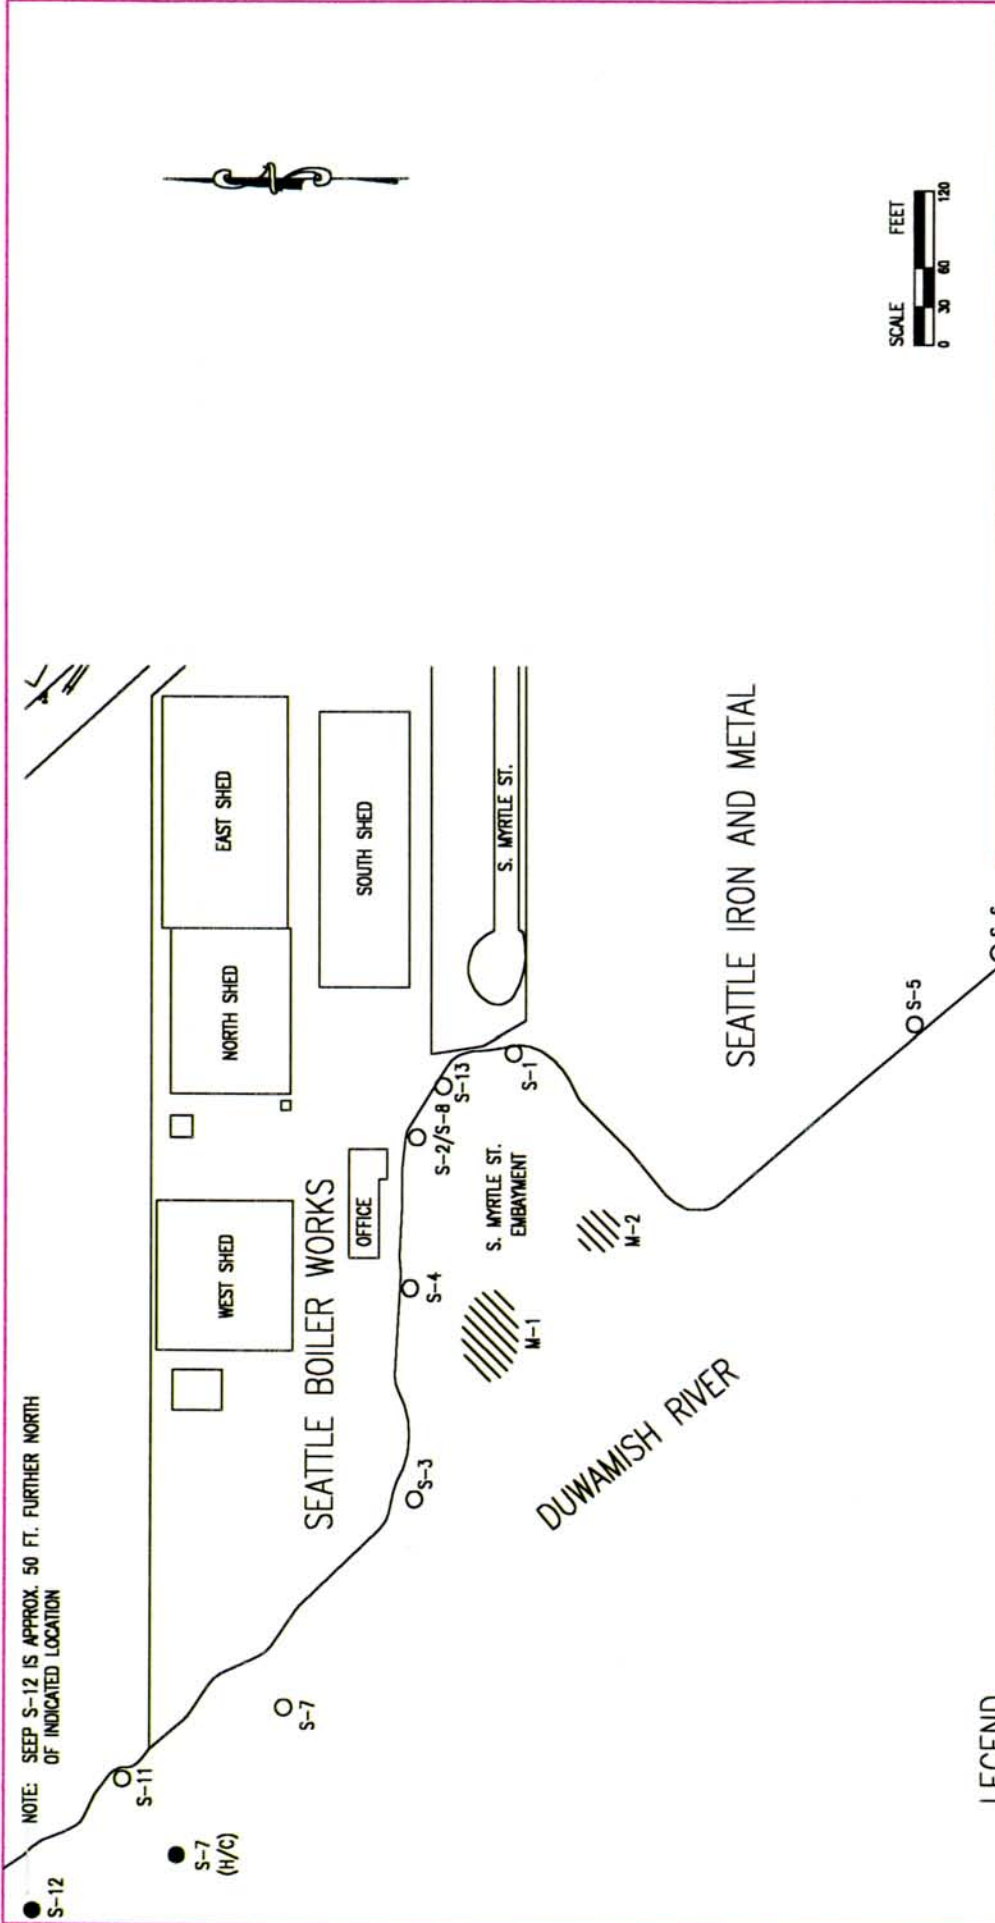 NOTE: SEEP S-12 IS APPROX. 50 FT. FURTHER NORTH
OF INDICATED LOCATION
S-12
S-11
S-7
(H/C)
S-7
S-3
S-4
S-2/S-8
S-13
S-1
S-5
WEST SHED
NORTH SHED
EAST SHED
SOUTH SHED
OFFICE
SEATTLE BOILER WORKS
S. MYRTLE ST.
S. MYRTLE ST.
EMBAYMENT
M-1
M-2
DUWAMISH RIVER
SEATTLE IRON AND METAL
SCALE FEET
0 30 60 120
LEGEND